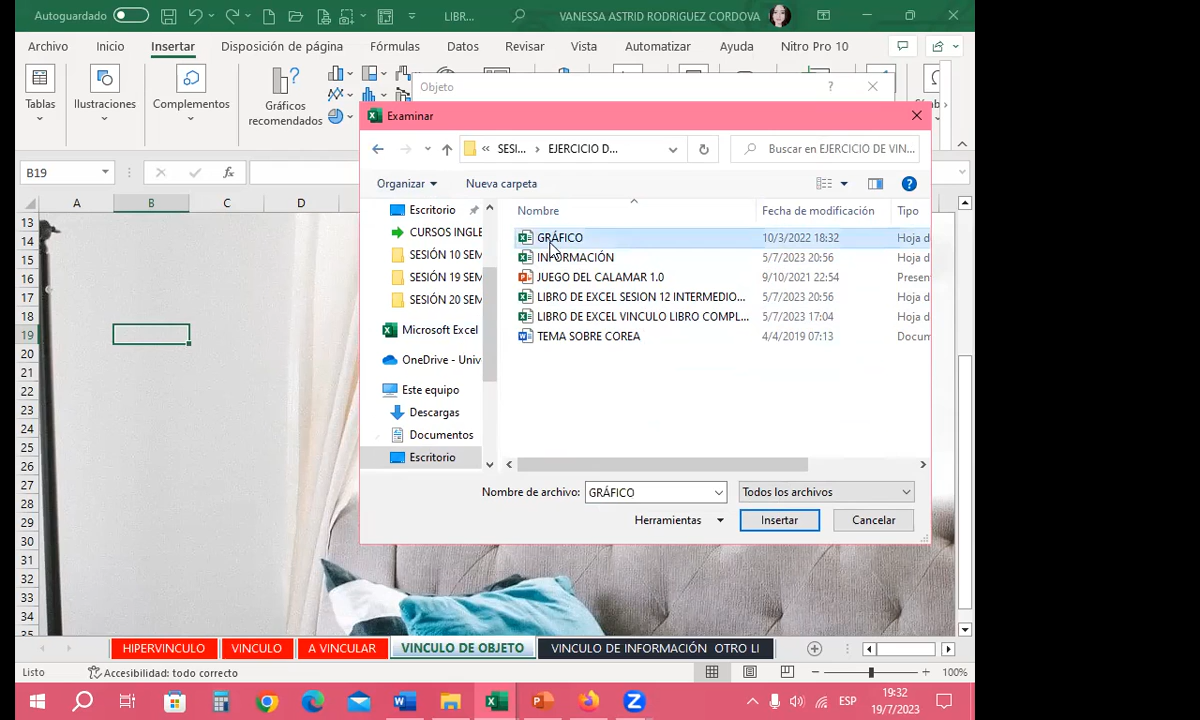 Autoguardado
LIBR...
VANESSA ASTRID RODRIGUEZ CORDOVA
Archivo Inicio Insertar Disposición de página Fórmulas Datos Revisar Vista Automatizar Ayuda Nitro Pro 10
Tablas
Ilustraciones
Complementos
Gráficos
recomendados
Objeto ?
Examinar
SESI... EJERCICIO D...
Buscar en EJERCICIO DE VIN...
B19
fx
Organizar Nueva carpeta
A B C D
Nombre Fecha de modificación Tipo
Escritorio
CURSOS INGLE
SESIÓN 10 SEM
SESIÓN 19 SEM
SESIÓN 20 SEM
Microsoft Excel
OneDrive - Univ
Este equipo
Descargas
Documentos
Escritorio
GRÁFICO 10/3/2022 18:32 Hoja d
INFORMACIÓN 5/7/2023 20:56 Hoja d
JUEGO DEL CALAMAR 1.0 9/10/2021 22:54 Present
LIBRO DE EXCEL SESION 12 INTERMEDIO... 5/7/2023 20:56 Hoja d
LIBRO DE EXCEL VINCULO LIBRO COMPL... 5/7/2023 17:04 Hoja d
TEMA SOBRE COREA 4/4/2019 07:13 Docum
13
14
15
16
17
18
19
20
21
22
23
24
25
26
27
28
29
30
31
32
33
34
35
Nombre de archivo: GRÁFICO Todos los archivos
Herramientas Insertar Cancelar
HIPERVINCULO VINCULO A VINCULAR VINCULO DE OBJETO VINCULO DE INFORMACIÓN OTRO LI
Listo Accesibilidad: todo correcto 100%
ESP
19:32
19/7/2023